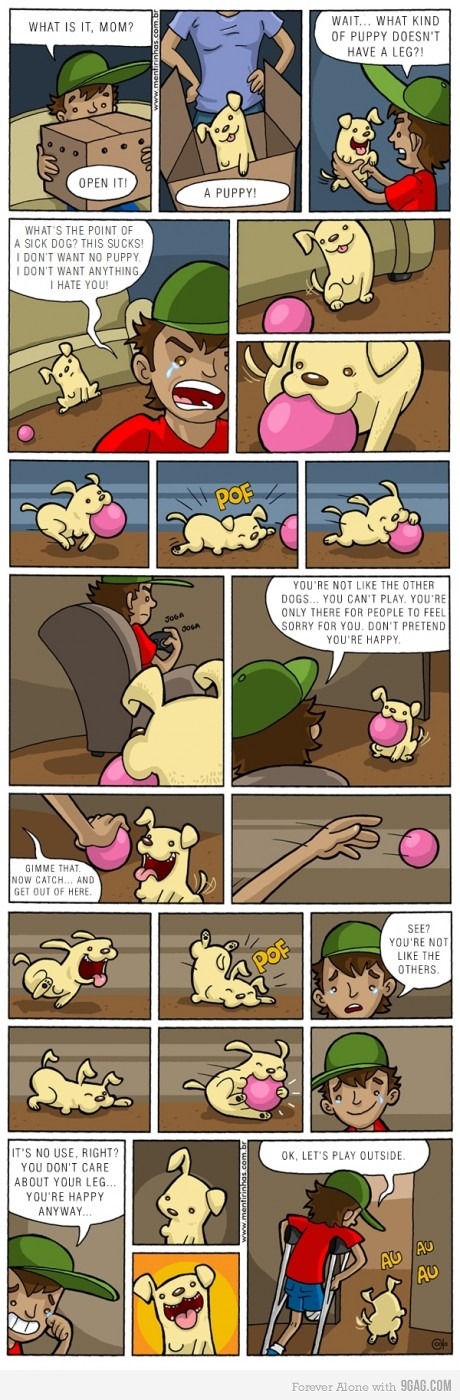 WHAT IS IT, MOM?
OPEN IT!
www.mentirinhas.com.br
A PUPPY!
WAIT... WHAT KIND
OF PUPPY DOESN'T
HAVE A LEG?!
WHAT'S THE POINT OF
A SICK DOG? THIS SUCKS!
I DON'T WANT NO PUPPY.
I DON'T WANT ANYTHING
I HATE YOU!
POF
JOGA
JOGA
YOU'RE NOT LIKE THE OTHER
DOGS... YOU CAN'T PLAY. YOU'RE
ONLY THERE FOR PEOPLE TO FEEL
SORRY FOR YOU. DON'T PRETEND
YOU'RE HAPPY.
GIMME THAT.
NOW CATCH... AND
GET OUT OF HERE.
POF
SEE?
YOU'RE NOT
LIKE THE
OTHERS.
IT'S NO USE, RIGHT?
YOU DON'T CARE
ABOUT YOUR LEG...
YOU'RE HAPPY
ANYWAY...
www.mentirinhas.com.br
OK, LET'S PLAY OUTSIDE.
AU
AU
AU
Forever Alone with 9GAG.COM